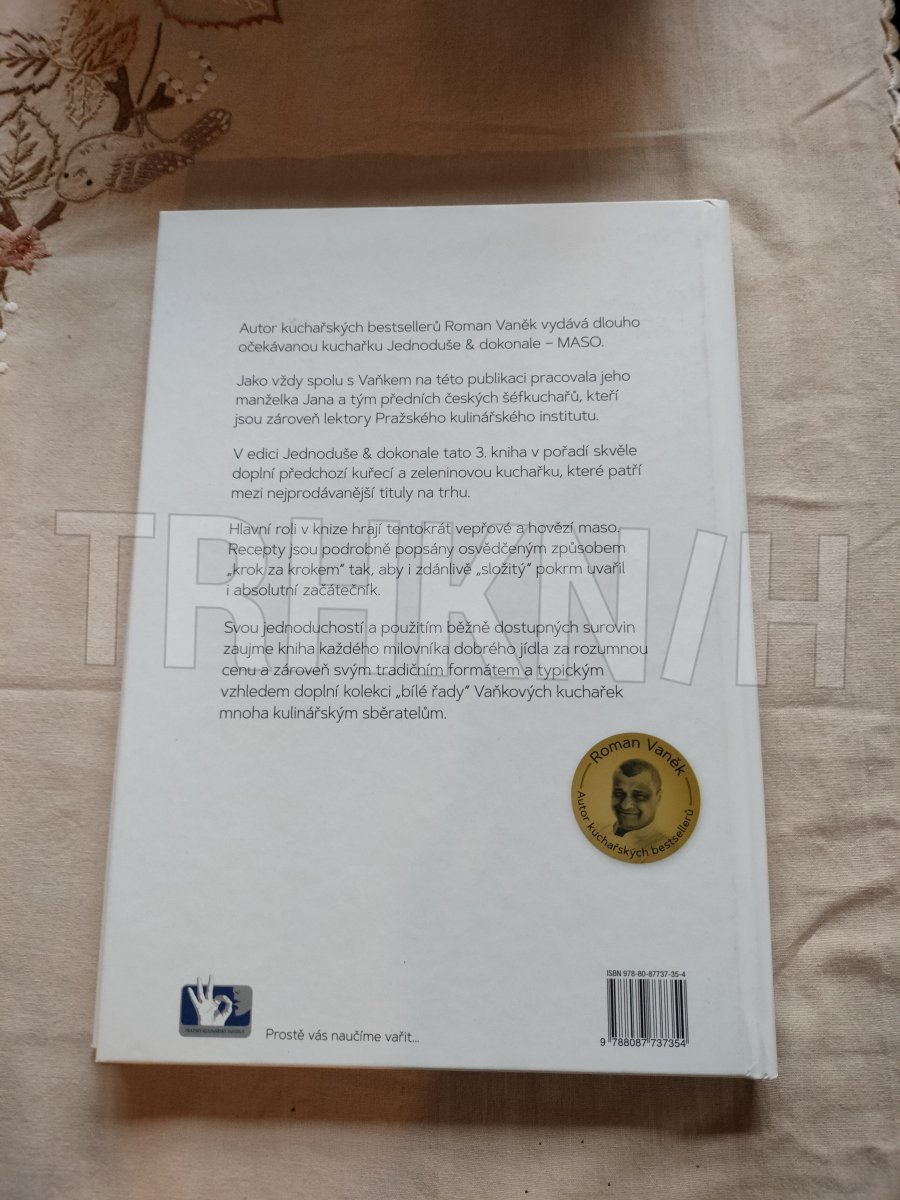 Autor kuchařských bestsellerů Roman Vaněk vydává dlouho
očekávanou kuchařku Jednoduše & dokonale – MASO.
Jako vždy spolu s Vaňkem na této publikaci pracovala jeho
manželka Jana a tým předních českých šéfkuchařů, kteří
jsou zároveň lektory Pražského kulinářského institutu.
V edici Jednoduše & dokonale tato 3. kniha v pořadí skvěle
doplní předchozí kuřecí a zeleninovou kuchařku, které patří
mezi nejprodávanější tituly na trhu.
Hlavní roli v knize hrají tentokrát vepřové a hovězí maso.
Recepty jsou podrobně popsány osvědčeným způsobem
„krok za krokem“ tak, aby i zdánlivě „složitý“ pokrm uvařil
i absolutní začátečník.
TRHKNIH
Svou jednoduchostí a použitím běžně dostupných surovin
zaujme kniha každého milovníka dobrého jídla za rozumnou
cenu a zároveň svým tradičním formátem a typickým
vzhledem doplní kolekci „bílé řady“ Vaňkových kuchařek
mnoha kulinářským sběratelům.
Roman Vaněk
Autor kuchařských bestsellerů
ISBN 978-80-87737-35-4
9 788087 737354
PRAŽSKÝ KULINÁŘSKÝ INSTITUT
Prostě vás naučíme vařit...